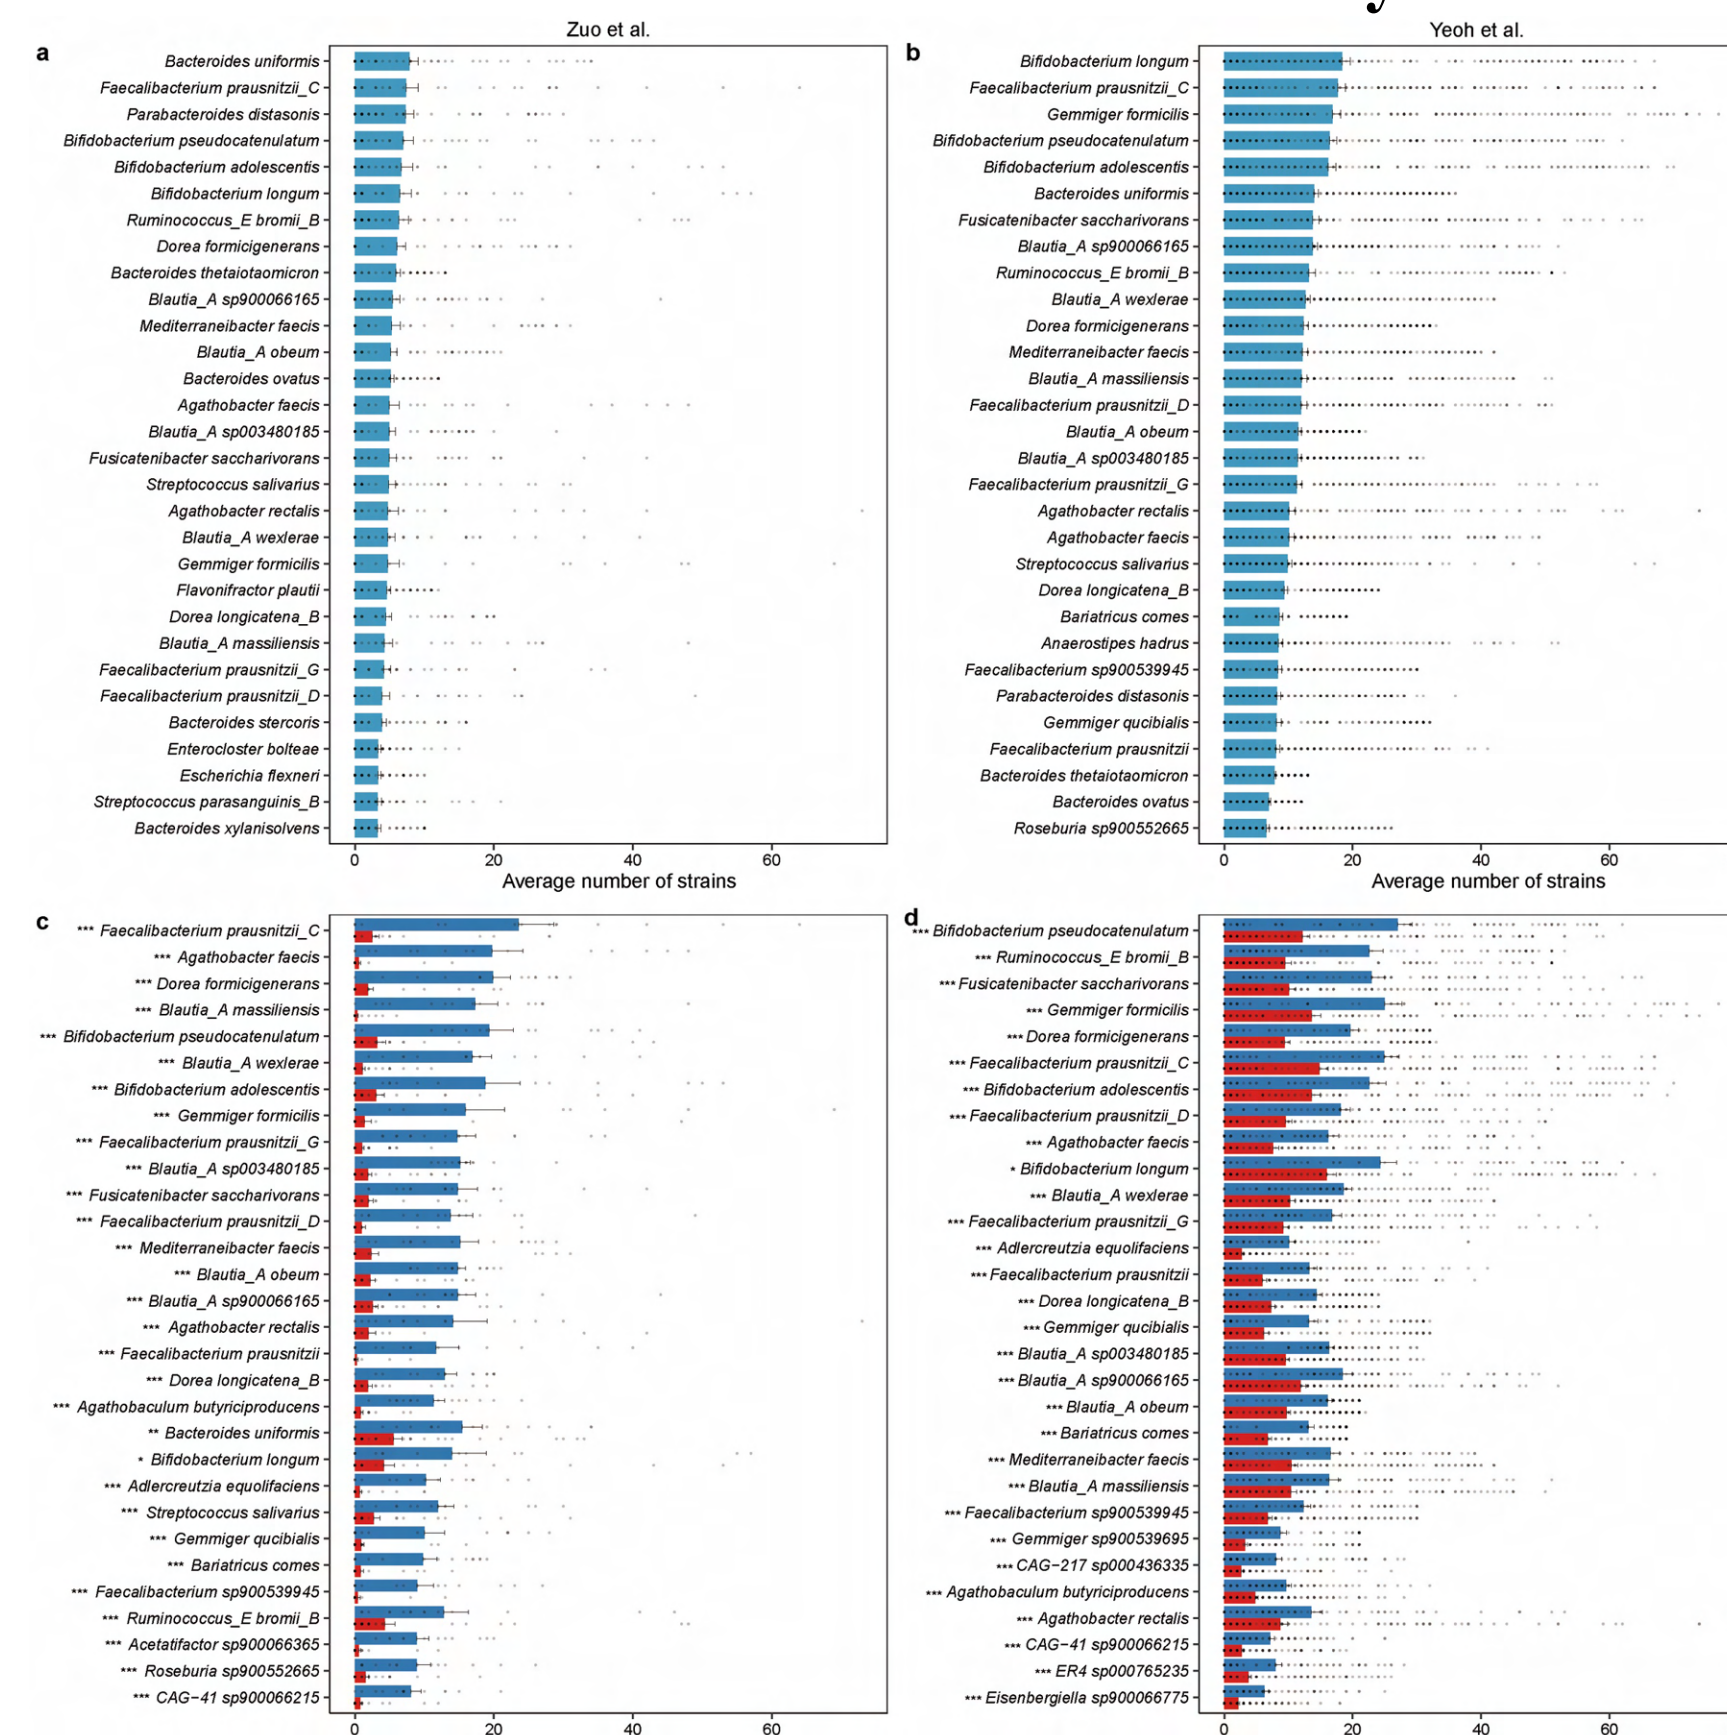 y
Zuo et al.
a
Bacteroides uniformis
Faecalibacterium prausnitzii_C
Parabacteroides distasonis
Bifidobacterium pseudocatenulatum
Bifidobacterium adolescentis
Bifidobacterium longum
Ruminococcus_E bromii_B
Dorea formicigenerans
Bacteroides thetaiotaomicron
Blautia_A sp900066165
Mediterraneibacter faecis
Blautia_A obeum
Bacteroides ovatus
Agathobacter faecis
Blautia_A sp003480185
Fusicatenibacter saccharivorans
Streptococcus salivarius
Agathobacter rectalis
Blautia_A wexlerae
Gemmiger formicilis
Flavonifractor plautii
Dorea longicatena_B
Blautia_A massiliensis
Faecalibacterium prausnitzii_G
Faecalibacterium prausnitzii_D
Bacteroides stercoris
Enterocloster bolteae
Escherichia flexneri
Streptococcus parasanguinis_B
Bacteroides xylanisolvens
0 20 40 60
Average number of strains
Yeoh et al.
b
Bifidobacterium longum
Faecalibacterium prausnitzii_C
Gemmiger formicilis
Bifidobacterium pseudocatenulatum
Bifidobacterium adolescentis
Bacteroides uniformis
Fusicatenibacter saccharivorans
Blautia_A sp900066165
Ruminococcus_E bromii_B
Blautia_A wexlerae
Dorea formicigenerans
Mediterraneibacter faecis
Blautia_A massiliensis
Faecalibacterium prausnitzii_D
Blautia_A obeum
Blautia_A sp003480185
Faecalibacterium prausnitzii_G
Agathobacter rectalis
Agathobacter faecis
Streptococcus salivarius
Dorea longicatena_B
Bariatricus comes
Anaerostipes hadrus
Faecalibacterium sp900539945
Parabacteroides distasonis
Gemmiger qucibialis
Faecalibacterium prausnitzii
Bacteroides thetaiotaomicron
Bacteroides ovatus
Roseburia sp900552665
0 20 40 60
Average number of strains
c
*** Faecalibacterium prausnitzii_C
*** Agathobacter faecis
*** Dorea formicigenerans
*** Blautia_A massiliensis
*** Bifidobacterium pseudocatenulatum
*** Blautia_A wexlerae
*** Bifidobacterium adolescentis
*** Gemmiger formicilis
*** Faecalibacterium prausnitzii_G
*** Blautia_A sp003480185
*** Fusicatenibacter saccharivorans
*** Faecalibacterium prausnitzii_D
*** Mediterraneibacter faecis
*** Blautia_A obeum
*** Blautia_A sp900066165
*** Agathobacter rectalis
*** Faecalibacterium prausnitzii
*** Dorea longicatena_B
*** Agathobaculum butyriciproducens
** Bacteroides uniformis
* Bifidobacterium longum
*** Adlercreutzia equolifaciens
*** Streptococcus salivarius
*** Gemmiger qucibialis
*** Bariatricus comes
*** Faecalibacterium sp900539945
*** Ruminococcus_E bromii_B
*** Acetatifactor sp900066365
*** Roseburia sp900552665
*** CAG−41 sp900066215
0 20 40 60
d
*** Bifidobacterium pseudocatenulatum
*** Ruminococcus_E bromii_B
*** Fusicatenibacter saccharivorans
*** Gemmiger formicilis
*** Dorea formicigenerans
*** Faecalibacterium prausnitzii_C
*** Bifidobacterium adolescentis
*** Faecalibacterium prausnitzii_D
*** Agathobacter faecis
* Bifidobacterium longum
*** Blautia_A wexlerae
*** Faecalibacterium prausnitzii_G
*** Adlercreutzia equolifaciens
*** Faecalibacterium prausnitzii
*** Dorea longicatena_B
*** Gemmiger qucibialis
*** Blautia_A sp003480185
*** Blautia_A sp900066165
*** Blautia_A obeum
*** Bariatricus comes
*** Mediterraneibacter faecis
*** Blautia_A massiliensis
*** Faecalibacterium sp900539945
*** Gemmiger sp900539695
*** CAG−217 sp000436335
*** Agathobaculum butyriciproducens
*** Agathobacter rectalis
*** CAG−41 sp900066215
*** ER4 sp000765235
*** Eisenbergiella sp900066775
0 20 40 60